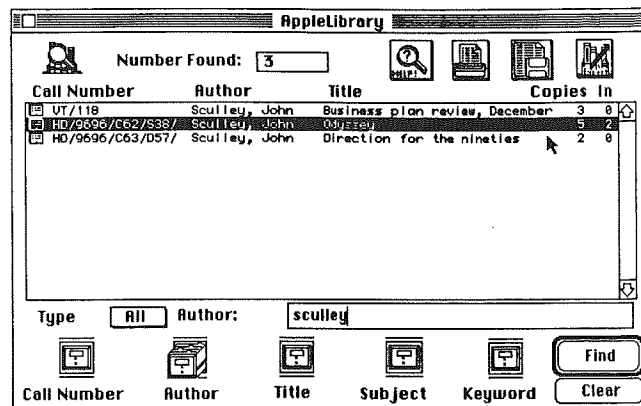 AppleLibrary
Number Found: 3
HELP!
Call Number Author Title Copies In
VT/118 Sculley, John Business plan review, December 3 0
HD/9696/C62/S38/ Sculley, John Odyssey 5 2
HD/9696/C63/D57/ Sculley, John Direction for the nineties 2 0
Type All Author: sculley
Call Number Author Title Subject Keyword
Find
Clear